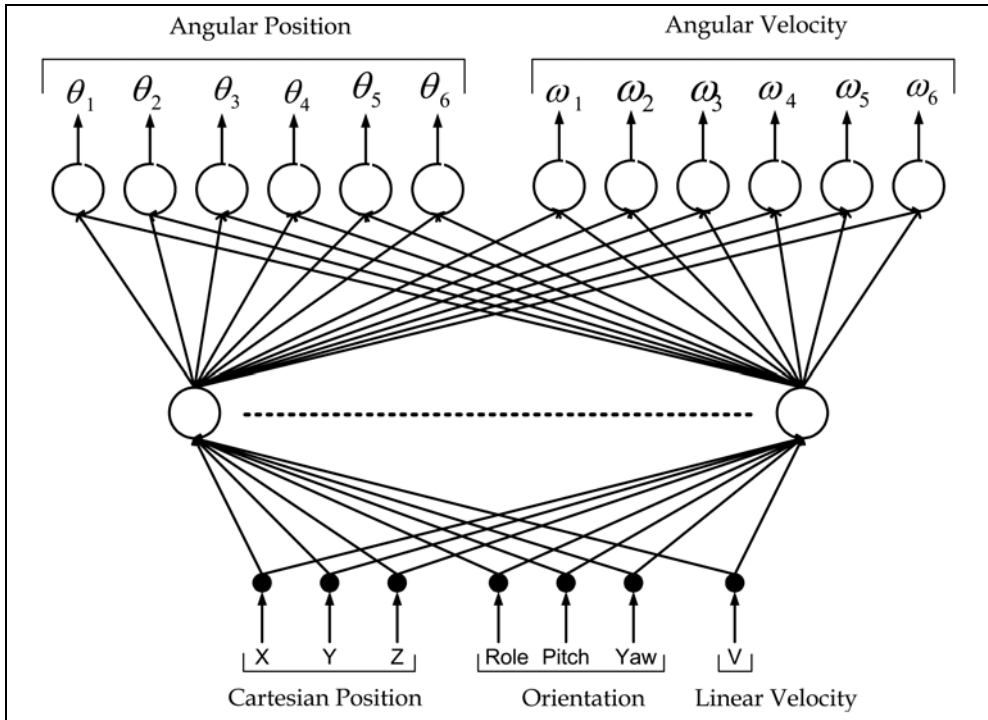 Angular Position Angular Velocity
θ1 θ2 θ3 θ4 θ5 θ6 ω1 ω2 ω3 ω4 ω5 ω6
X Y Z Role Pitch Yaw V
Cartesian Position Orientation Linear Velocity